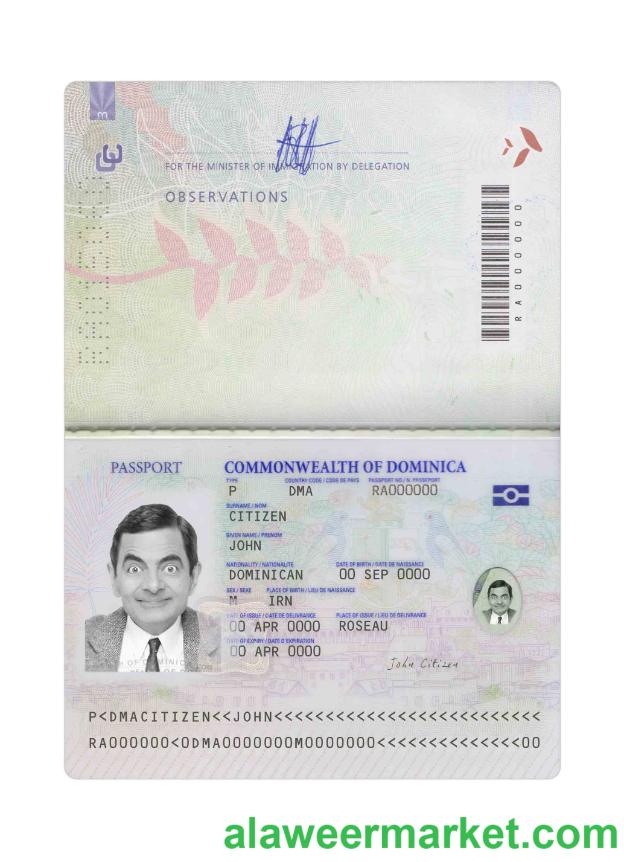 FOR THE MINISTER OF IMMIGRATION BY DELEGATION
OBSERVATIONS
RA000000
PASSPORT
COMMONWEALTH OF DOMINICA
TYPE COUNTRY CODE / CODE DE PAYS PASSPORT NO./ N. PASSEPORT
P DMA RA000000
SURNAME / NOM
CITIZEN
GIVEN NAME / PRENOM
JOHN
NATIONALITY / NATIONALITE DATE OF BIRTH / DATE DE NAISSANCE
DOMINICAN 00 SEP 0000
SEX / SEXE PLACE OF BIRTH / LIEU DE NAISSANCE
M IRN
DATE OF ISSUE / DATE DE DELIVRANCE PLACE OF ISSUE / LIEU DE DELIVRANCE
00 APR 0000 ROSEAU
DATE OF EXPIRY / DATE D'EXPIRATION
00 APR 0000
John Citizen
P<DMACITIZEN<<JOHN<<<<<<<<<<<<<<<<<<<<<<<<<<
RA000000<0DMA0000000M0000000<<<<<<<<<<<<<<00
alaweermarket.com